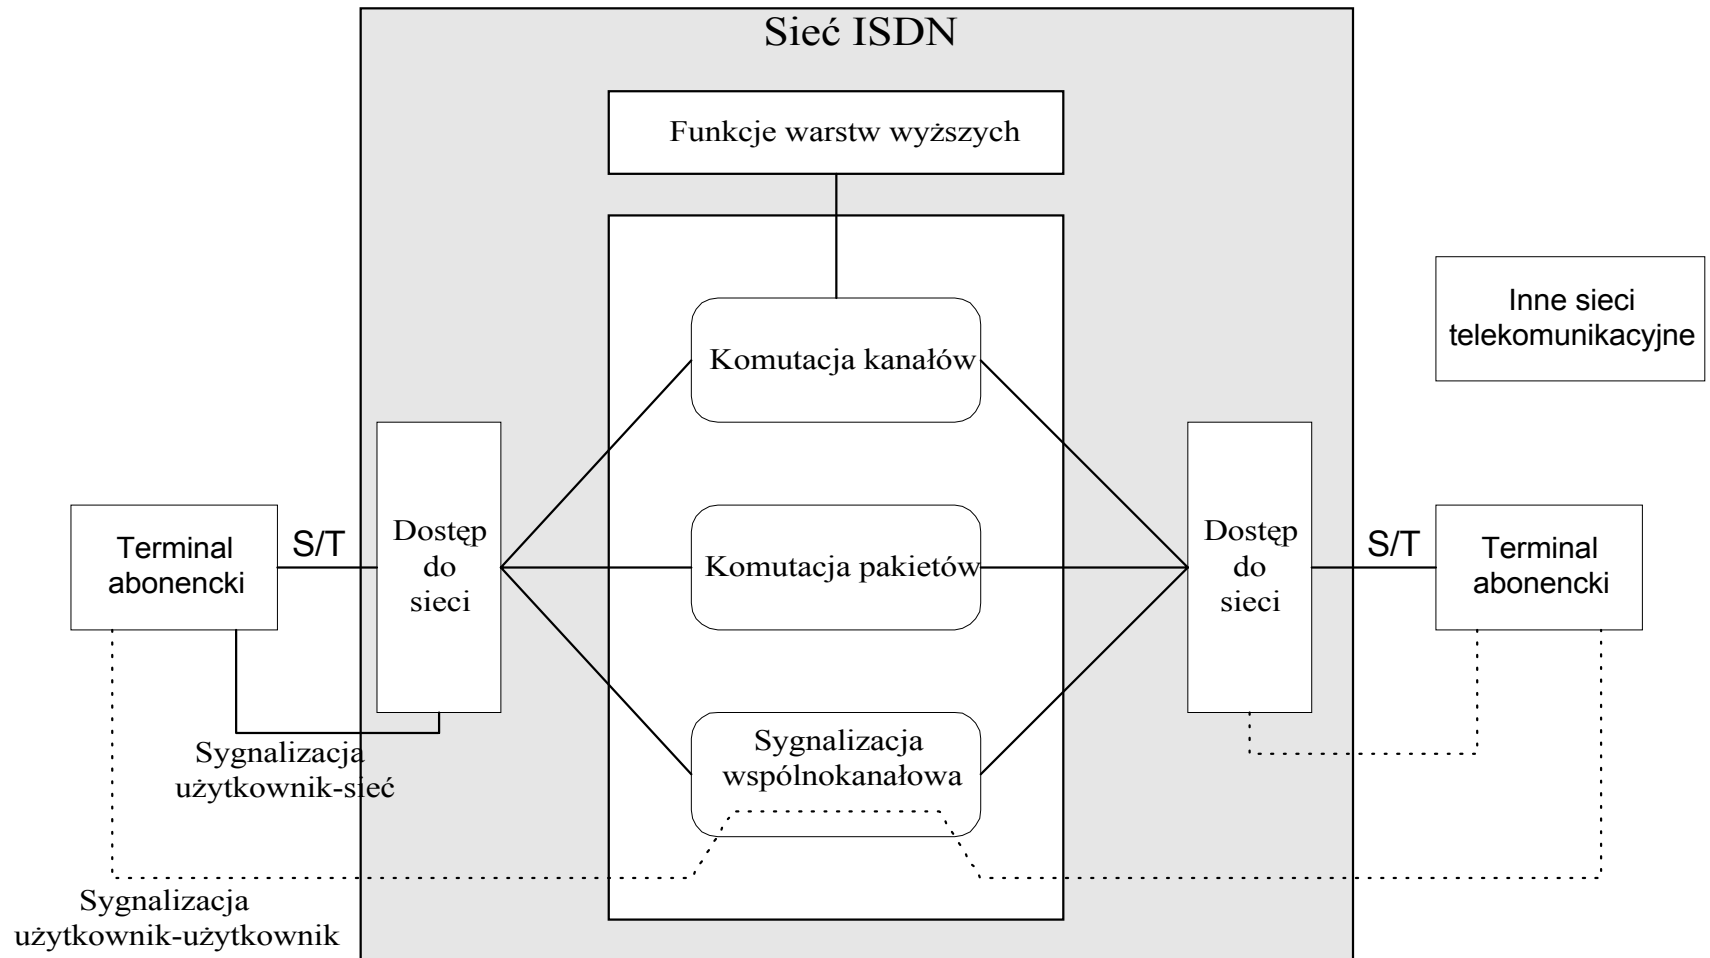 Sieć ISDN
Funkcje warstw wyższych
Komutacja kanałów
Inne sieci
telekomunikacyjne
Terminal
abonencki
S/T
Dostęp
do
sieci
Komutacja pakietów
Dostęp
do
sieci
S/T
Terminal
abonencki
Sygnalizacja
wspólnokanałowa
Sygnalizacja
użytkownik-sieć
Sygnalizacja
użytkownik-użytkownik